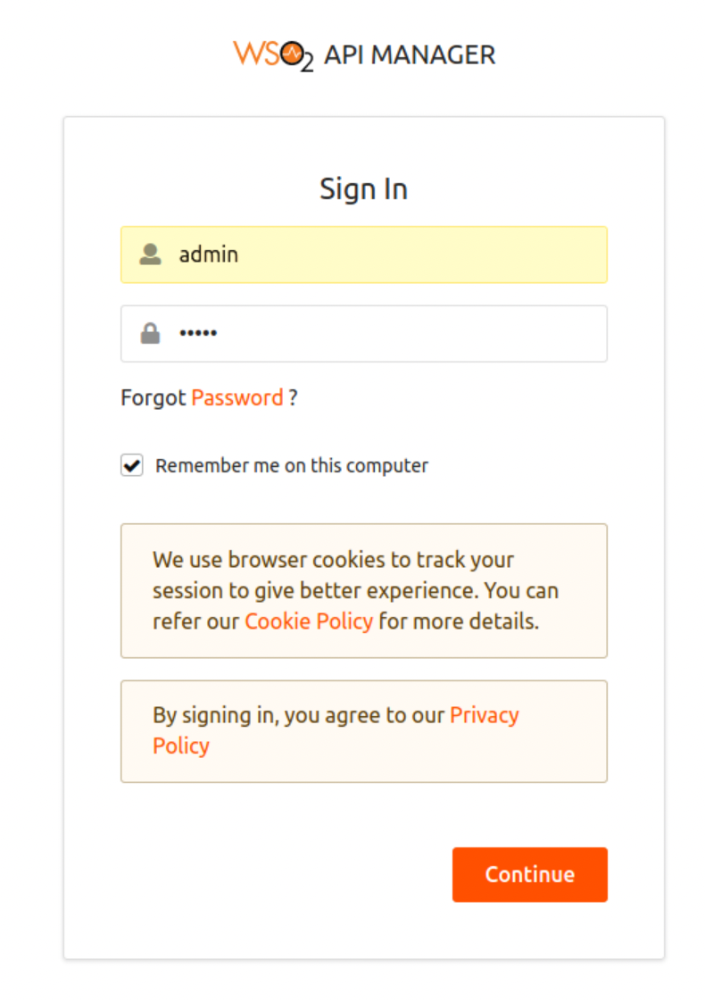 WSO2 API MANAGER
Sign In
admin
•••••
Forgot Password ?
Remember me on this computer
We use browser cookies to track your
session to give better experience. You can
refer our Cookie Policy for more details.
By signing in, you agree to our Privacy
Policy
Continue